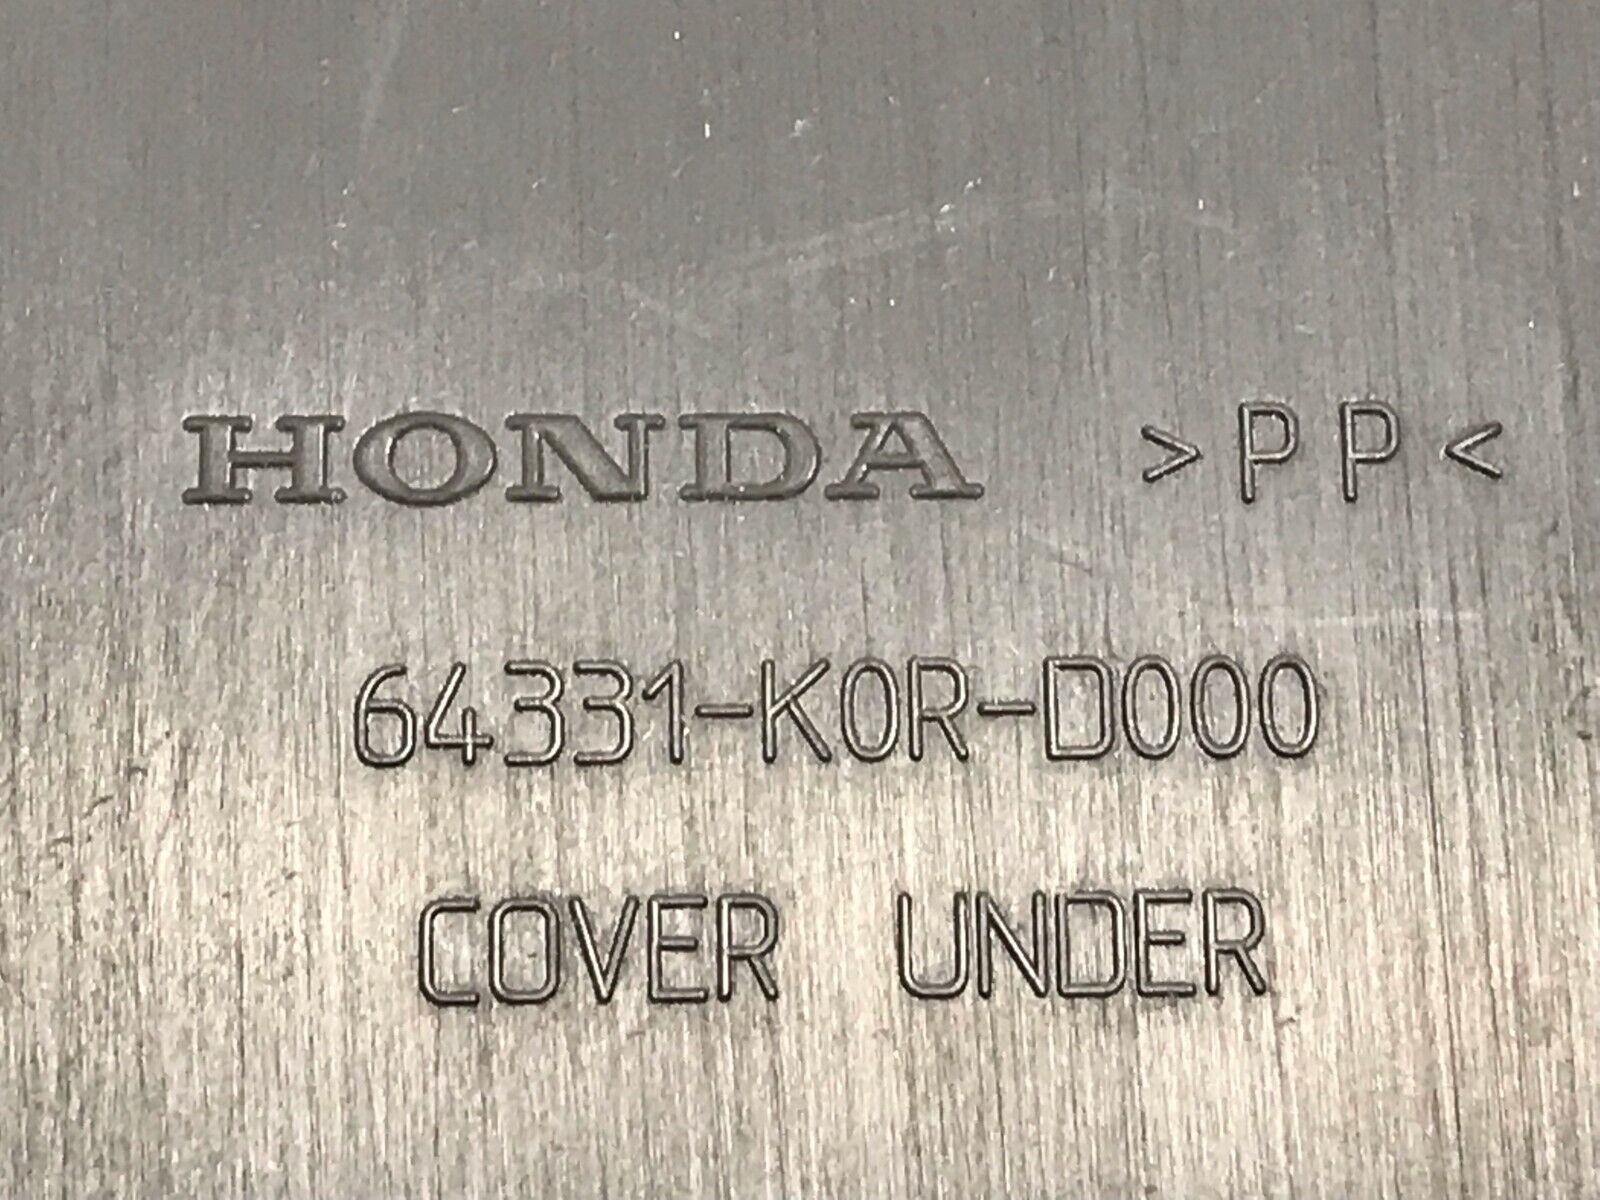 HONDA >PP<
64331-K0R-D000
COVER UNDER